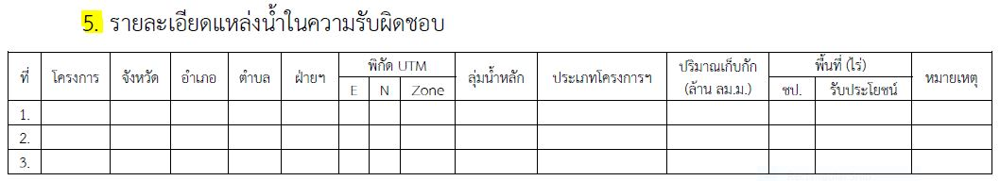 5. รายละเอียดแหล่งน้ำในความรับผิดชอบ
ที่ โครงการ จังหวัด อำเภอ ตำบล ฝ่ายฯ พิกัด UTM ลุ่มน้ำหลัก ประเภทโครงการฯ ปริมาณเก็บกัก พื้นที่ (ไร่) หมายเหตุ
E N Zone (ล้าน ลม.ม.) ชป. รับประโยชน์
1.
2.
3.